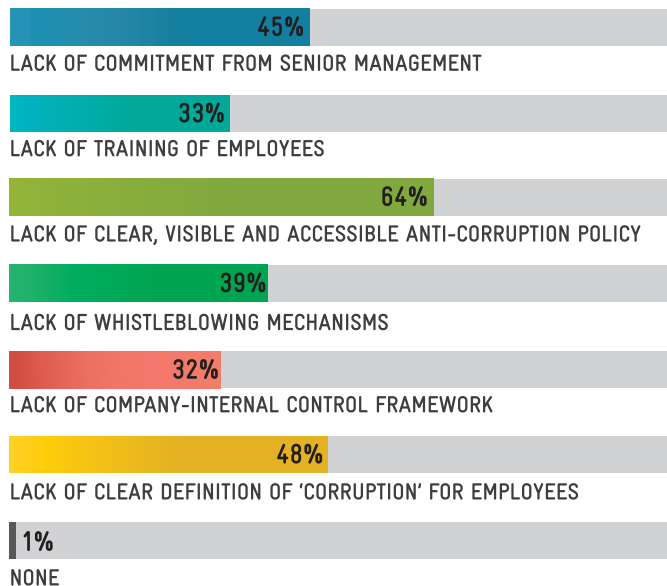 45%
LACK OF COMMITMENT FROM SENIOR MANAGEMENT
33%
LACK OF TRAINING OF EMPLOYEES
64%
LACK OF CLEAR, VISIBLE AND ACCESSIBLE ANTI-CORRUPTION POLICY
39%
LACK OF WHISTLEBLOWING MECHANISMS
32%
LACK OF COMPANY-INTERNAL CONTROL FRAMEWORK
48%
LACK OF CLEAR DEFINITION OF ‘CORRUPTION’ FOR EMPLOYEES
1%
NONE